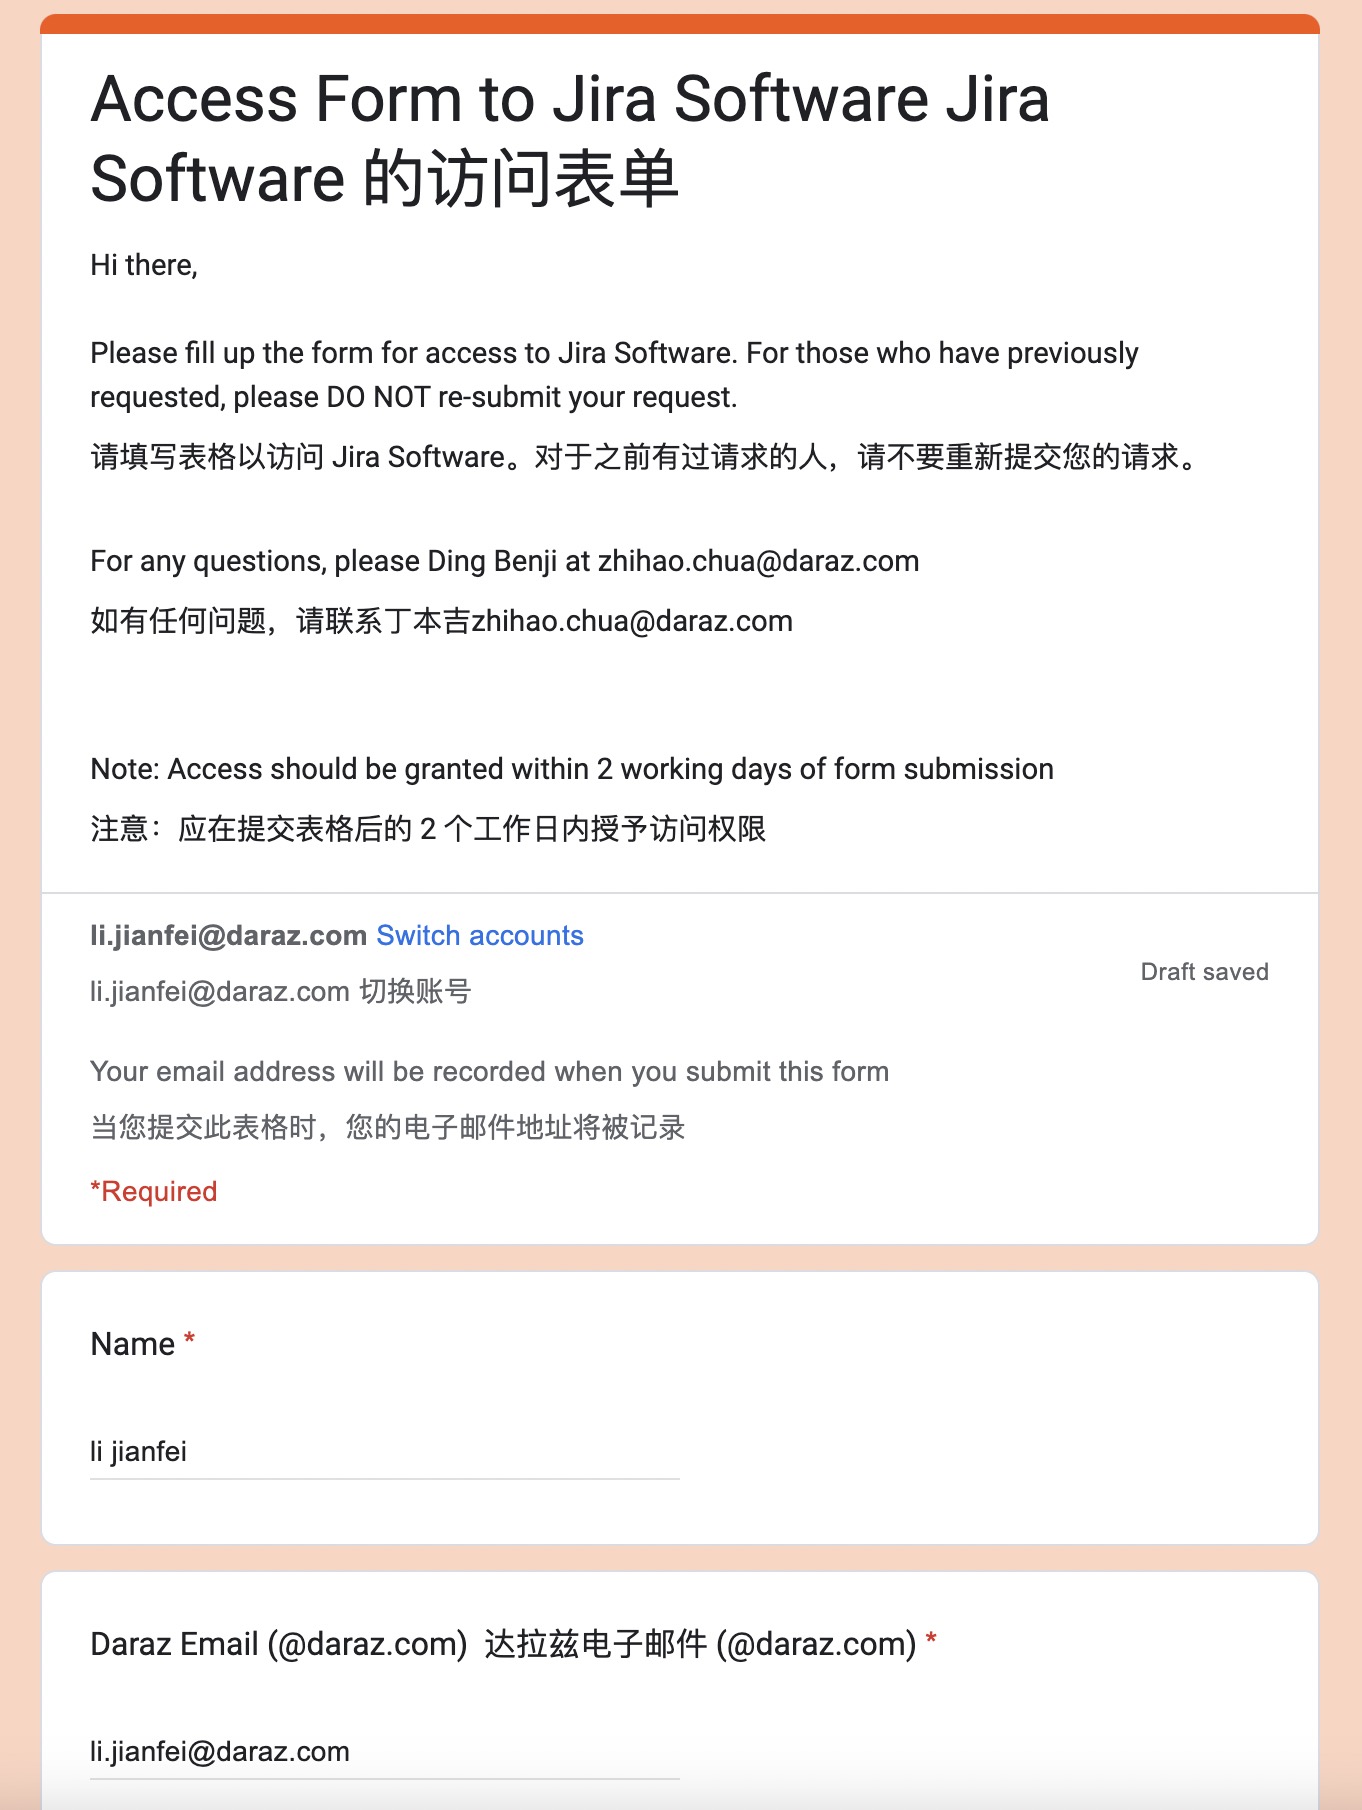 Access Form to Jira Software Jira
Software 的访问表单
Hi there,
Please fill up the form for access to Jira Software. For those who have previously
requested, please DO NOT re-submit your request.
请填写表格以访问 Jira Software。对于之前有过请求的人，请不要重新提交您的请求。
For any questions, please Ding Benji at zhihao.chua@daraz.com
如有任何问题，请联系丁本吉zhihao.chua@daraz.com
Note: Access should be granted within 2 working days of form submission
注意：应在提交表格后的 2 个工作日内授予访问权限
li.jianfei@daraz.com Switch accounts
Draft saved
li.jianfei@daraz.com 切换账号
Your email address will be recorded when you submit this form
当您提交此表格时，您的电子邮件地址将被记录
*Required
Name *
li jianfei
Daraz Email (@daraz.com) 达拉兹电子邮件 (@daraz.com) *
li.jianfei@daraz.com